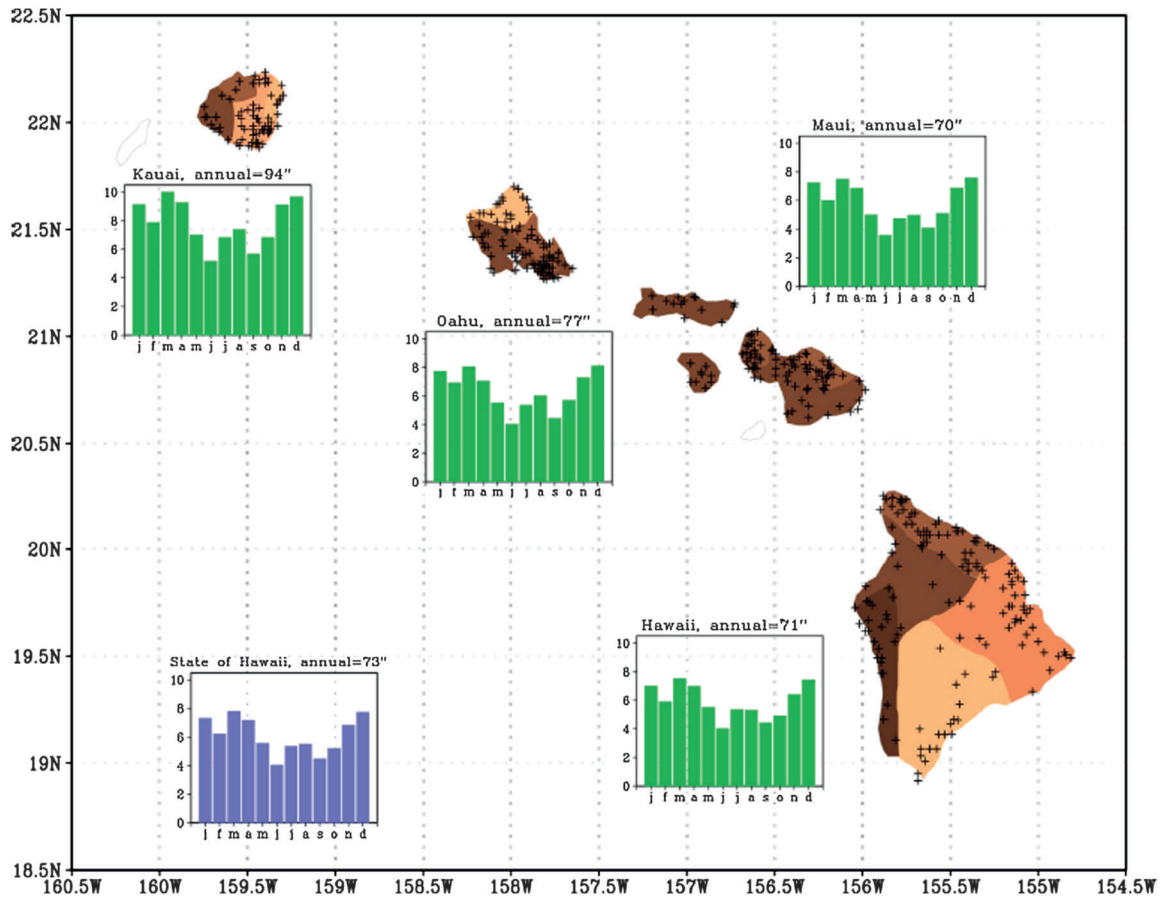 22.5N
22N
21.5N
21N
20.5N
20N
19.5N
19N
18.5N
160.5W 160W 159.5W 159W 158.5W 158W 157.5W 157W 156.5W 156W 155.5W 155W 154.5W
Kauai, annual=94"
10
8
6
4
2
0
j f m a m j j a s o n d
Oahu, annual=77"
10
8
6
4
2
0
j f m a m j j a s o n d
Maui, annual=70"
10
8
6
4
2
0
j f m a m j j a s o n d
Hawaii, annual=71"
10
8
6
4
2
0
j f m a m j j a s o n d
State of Hawaii, annual=73"
10
8
6
4
2
0
j f m a m j j a s o n d